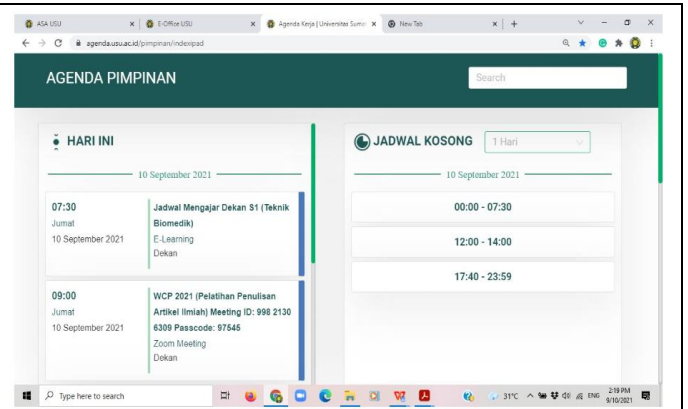 ASA USU
E-Office USU
Agenda Kerja | Universitas Suma
New Tab
agenda.usu.ac.id/pimpinan/indexipad
AGENDA PIMPINAN
Search
HARI INI
10 September 2021
07:30
Jumat
10 September 2021
Jadwal Mengajar Dekan S1 (Teknik
Biomedik)
E-Learning
Dekan
09:00
Jumat
10 September 2021
WCP 2021 (Pelatihan Penulisan
Artikel Ilmiah) Meeting ID: 998 2130
6309 Passcode: 97545
Zoom Meeting
Dekan
JADWAL KOSONG
1 Hari
10 September 2021
00:00 - 07:30
12:00 - 14:00
17:40 - 23:59
Type here to search
31°C
ENG
2:19 PM
9/10/2021